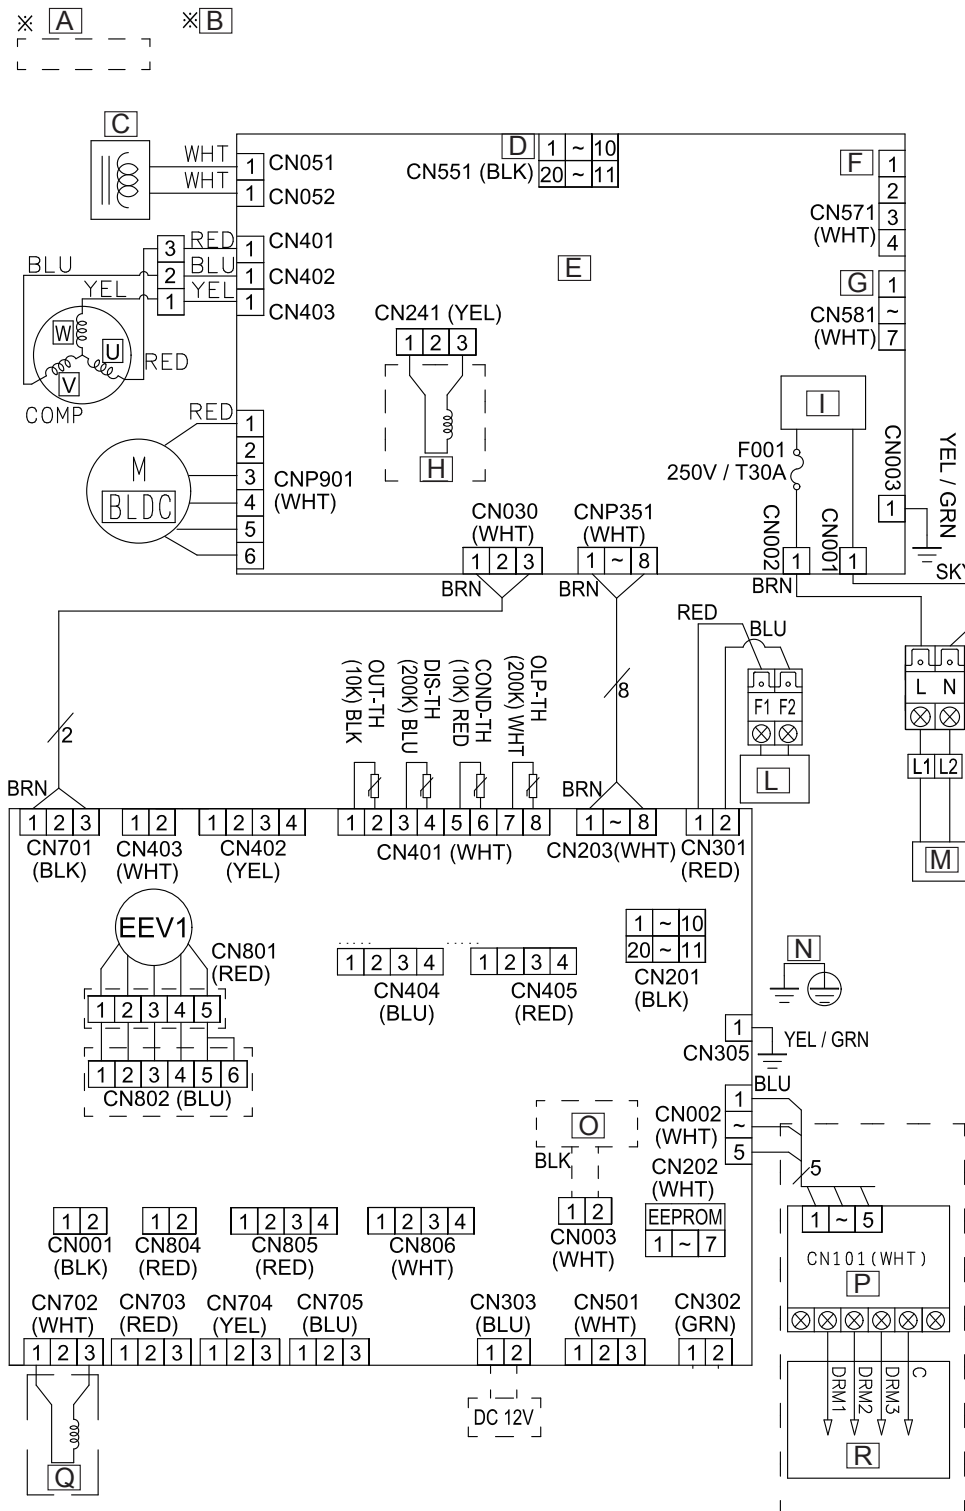 ※ A ※ B
C
D 1 ~ 10
CN551 (BLK) 20 ~ 11
F 1
2
CN571 3
(WHT) 4
WHT 1 CN051
WHT 1 CN052
3 RED 1 CN401
BLU 2 BLU 1 CN402
YEL 1 YEL 1 CN403
E
G 1
CN581 ~
(WHT) 7
W
U
V RED
COMP
CN241 (YEL)
1 2 3
H
I
F001
250V / T30A
CN003
1
YEL / GRN
RED 1
2
M 3 CNP901
BLDC 4 (WHT)
5
6
CN030
(WHT)
1 2 3
BRN
CNP351
(WHT)
1 ~ 8
BRN
CN002
1
CN001
1
BRN
SKY
RED
BLU
F1 F2
L
L N
L1 L2
M
2
8
OUT-TH
(10K) BLK
DIS-TH
(200K) BLU
COND-TH
(10K) RED
OLP-TH
(200K) WHT
BRN
BRN
1 2 3
CN701
(BLK)
1 2
CN403
(WHT)
1 2 3 4
CN402
(YEL)
1 2 3 4 5 6 7 8
CN401 (WHT)
1 ~ 8
CN203(WHT)
1 2
CN301
(RED)
EEV1
CN801
(RED)
1 2 3 4 5
1 2 3 4 5 6
CN802 (BLU)
1 2 3 4
CN404
(BLU)
1 2 3 4
CN405
(RED)
1 ~ 10
20 ~ 11
CN201
(BLK)
N
1
CN305
YEL / GRN
BLU
CN002 1
(WHT) ~
5
5
O
BLK
1 2
CN003
(WHT)
CN202
(WHT)
EEPROM
1 ~ 7
1 ~ 5
CN101(WHT)
P
DRM1
DRM2
DRM3
C
R
1 2
CN001
(BLK)
1 2
CN804
(RED)
1 2 3 4
CN805
(RED)
1 2 3 4
CN806
(WHT)
CN702
(WHT)
1 2 3
CN703
(RED)
1 2 3
CN704
(YEL)
1 2 3
CN705
(BLU)
1 2 3
CN303
(BLU)
1 2
DC 12V
CN501
(WHT)
1 2 3
CN302
(GRN)
1 2
Q